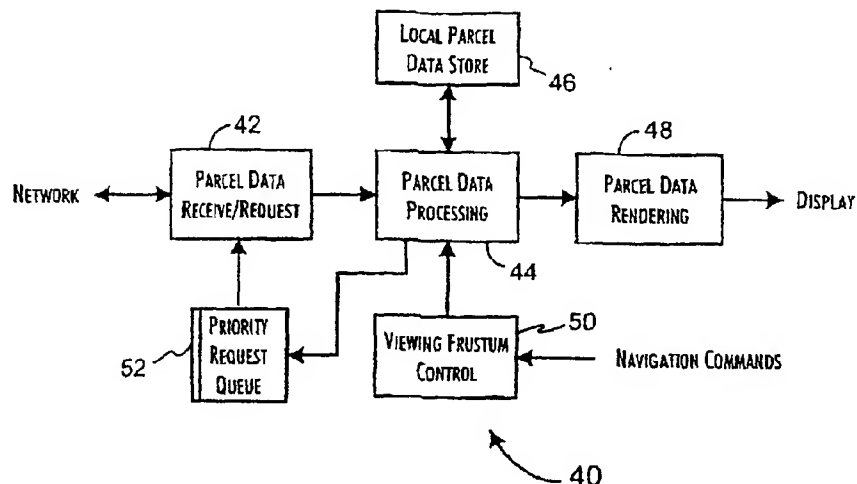 LOCAL PARCEL
DATA STORE
46
42
48
NETWORK
PARCEL DATA
RECEIVE/REQUEST
PARCEL DATA
PROCESSING
PARCEL DATA
RENDERING
DISPLAY
44
52
PRIORITY
REQUEST
QUEUE
VIEWING FRUSTUM
CONTROL
50
NAVIGATION COMMANDS
40